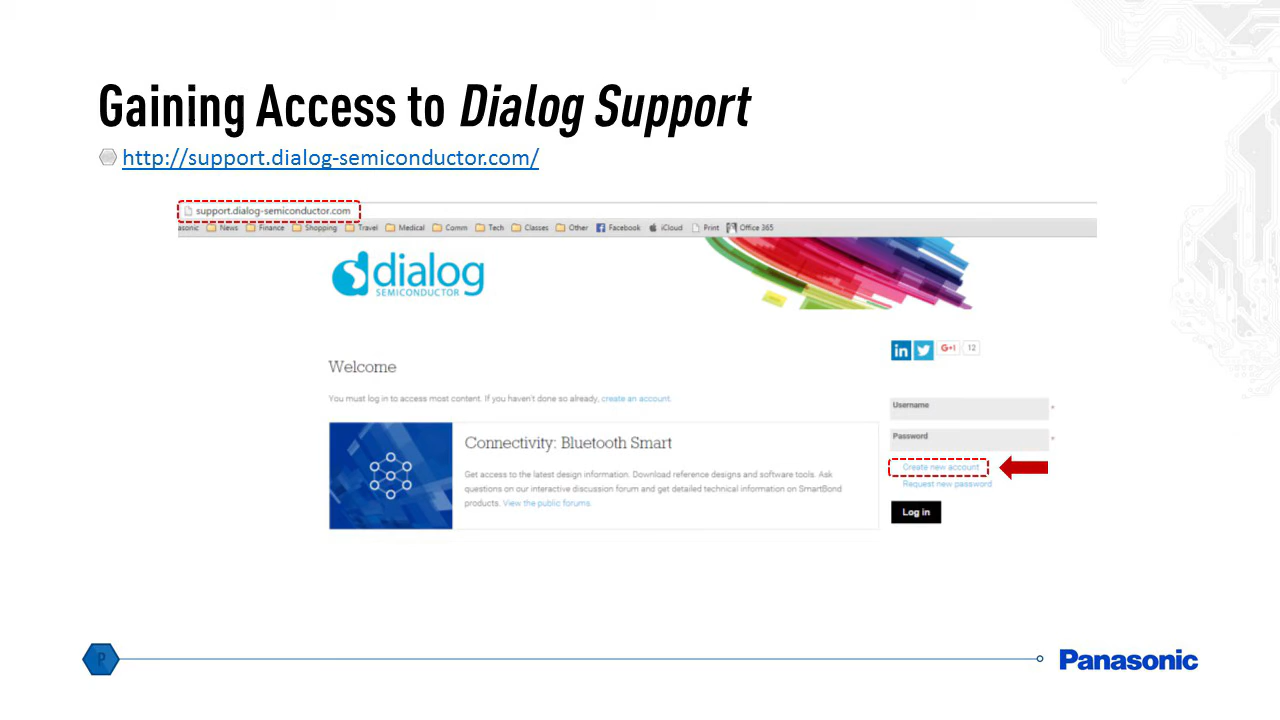 Gaining Access to Dialog Support
http://support.dialog-semiconductor.com/
support.dialog-semiconductor.com
asonic News Finance Shopping Travel Medical Comm Tech Classes Other Facebook iCloud Print Office 365
dialog
SEMICONDUCTOR
in G+1 12
Welcome
You must log in to access most content. If you haven't done so already, create an account.
Username *
Password *
Connectivity: Bluetooth Smart
Get access to the latest design information. Download reference designs and software tools. Ask
questions on our interactive discussion forum and get detailed technical information on SmartBond
products. View the public forums.
Create new account
Request new password
Log in
P
Panasonic